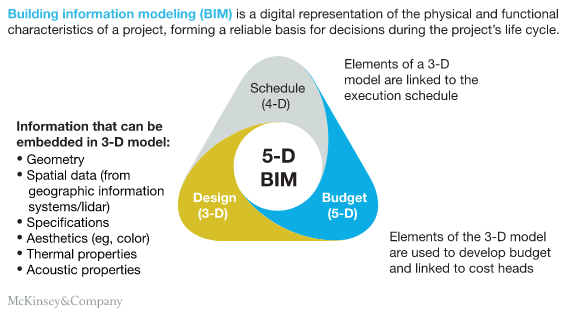 Building information modeling (BIM) is a digital representation of the physical and functional
characteristics of a project, forming a reliable basis for decisions during the project's life cycle.
Elements of a 3-D
model are linked to the
execution schedule
Schedule
(4-D)
Information that can be
embedded in 3-D model:
• Geometry
• Spatial data (from
geographic information
systems/lidar)
• Specifications
• Aesthetics (eg, color)
• Thermal properties
• Acoustic properties
5-D
BIM
Design
(3-D)
Budget
(5-D)
Elements of the 3-D model
are used to develop budget
and linked to cost heads
McKinsey&Company